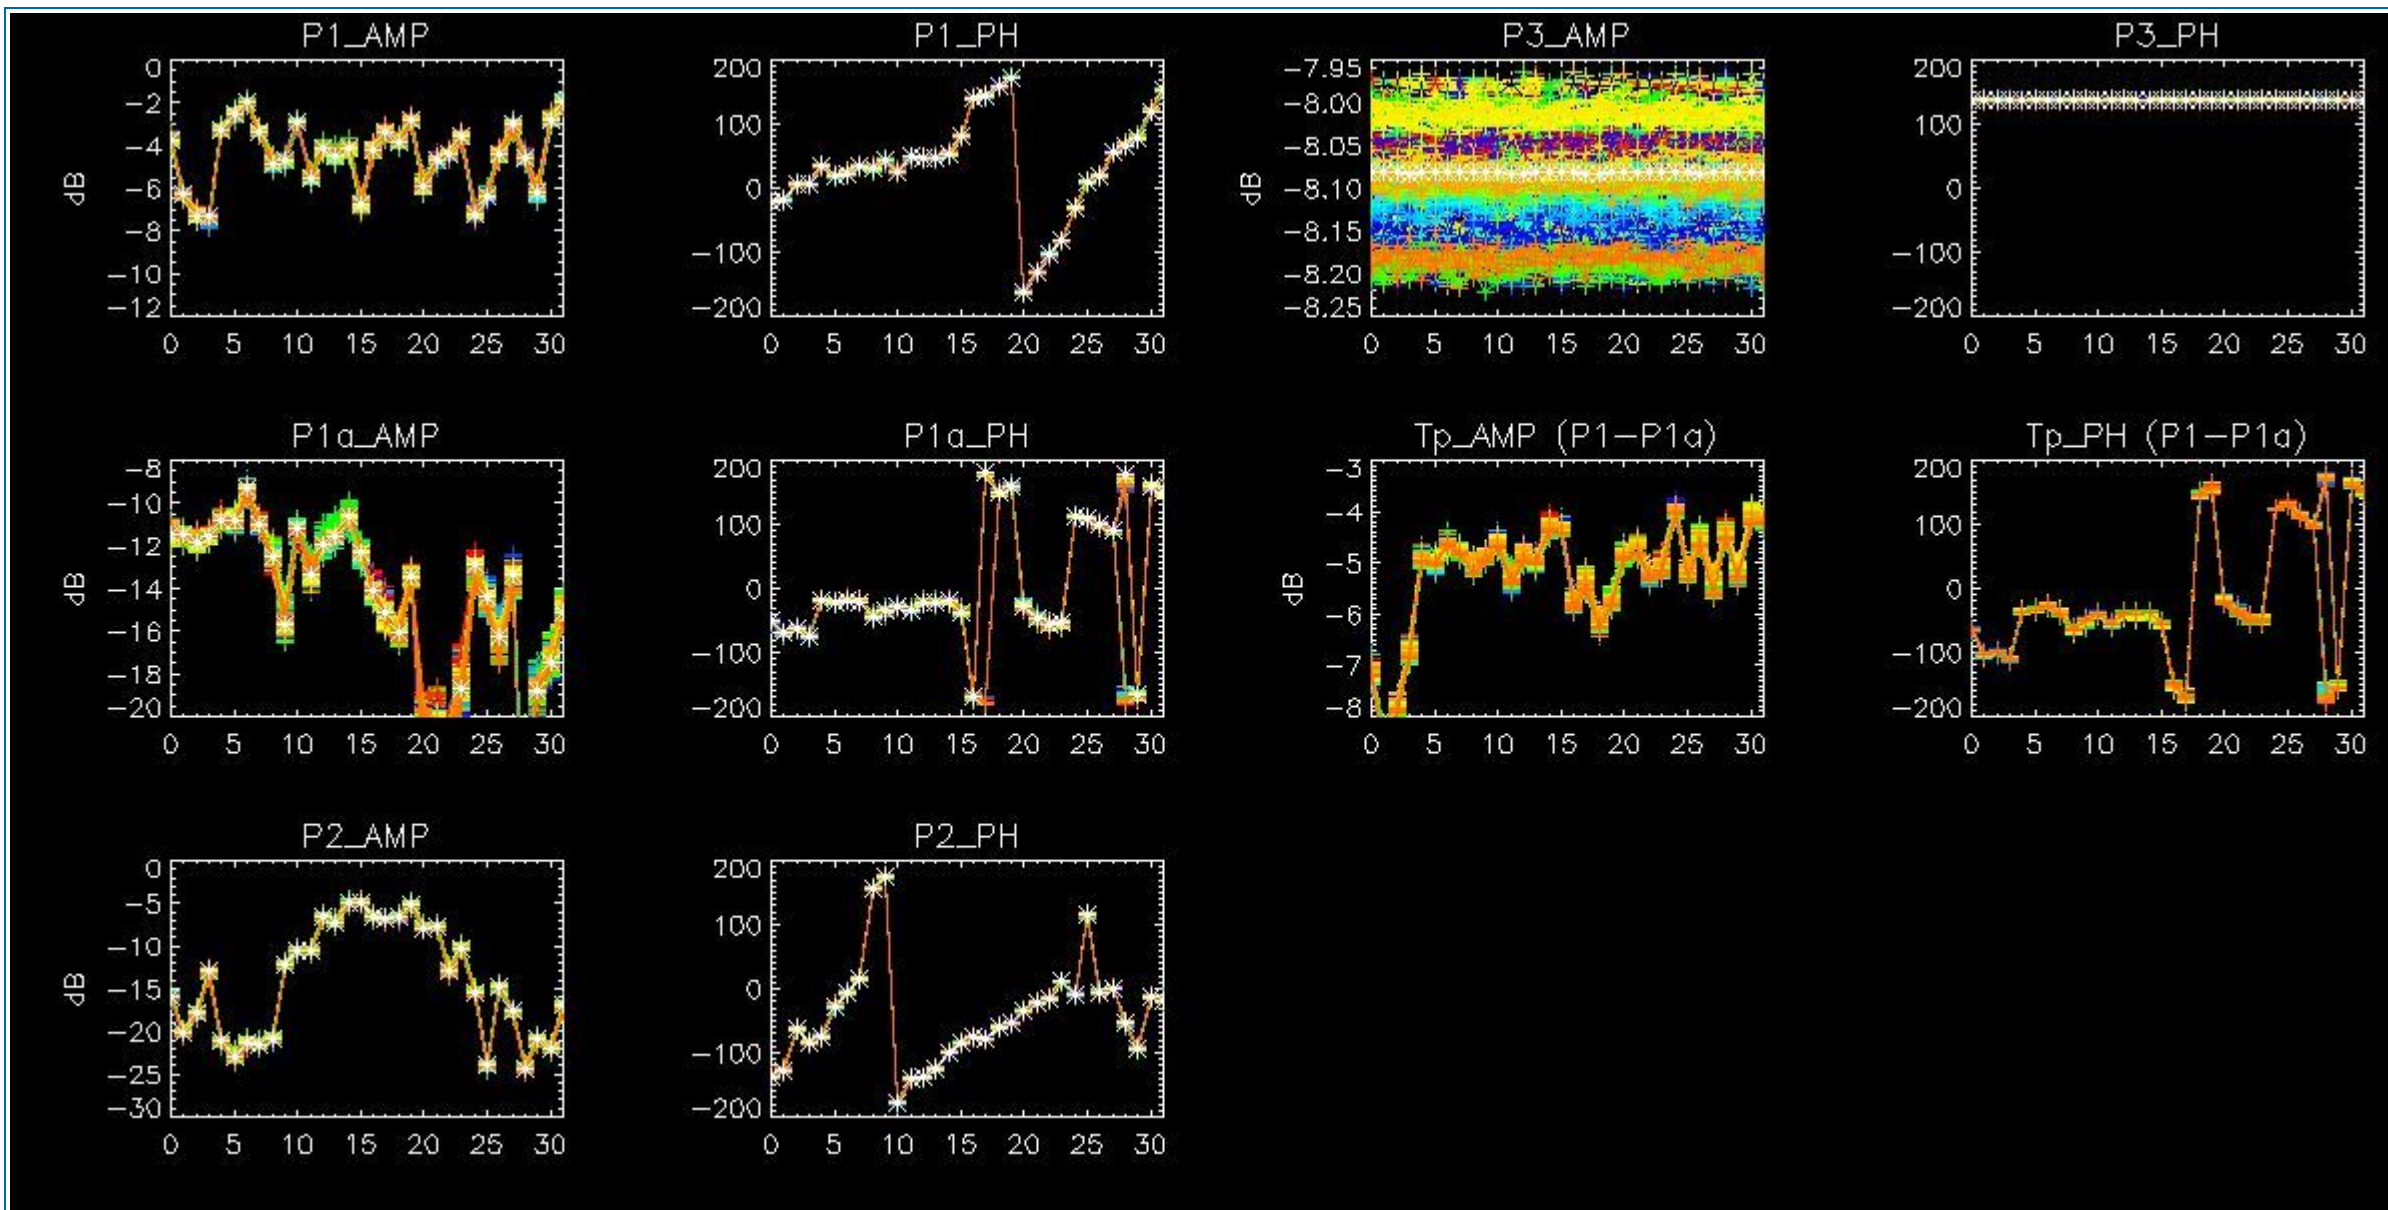 P1_AMP P1_PH P3_AMP P3_PH
0 200 -7.95 200
-2 -8.00
100 100
-4 -8.05
dB dB
-6 0 -8.10 0
-8 -8.15
-100 -100
-10 -8.20
-12 -200 -8.25 -200
0 5 10 15 20 25 30 0 5 10 15 20 25 30 0 5 10 15 20 25 30 0 5 10 15 20 25 30
P1a_AMP P1a_PH Tp_AMP (P1-P1a) Tp_PH (P1-P1a)
-8 200 -3 200
-10
100 -4 100
-12
dB 0 dB -5 0
-14
-16 -6
-100 -100
-18 -7
-20 -200 -8 -200
0 5 10 15 20 25 30 0 5 10 15 20 25 30 0 5 10 15 20 25 30 0 5 10 15 20 25 30
P2_AMP P2_PH
0 200
-5
100
-10
dB
-15 0
-20
-100
-25
-30 -200
0 5 10 15 20 25 30 0 5 10 15 20 25 30